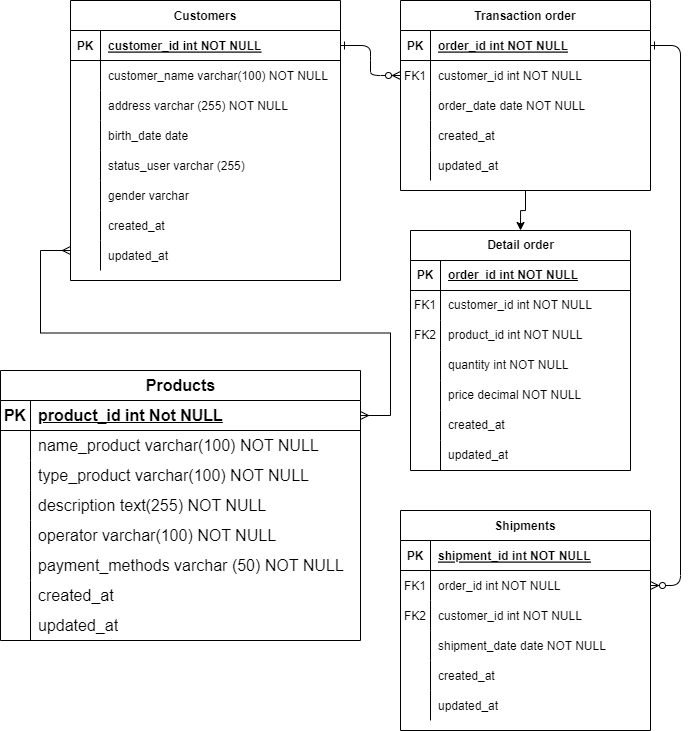 Customers
PK customer_id int NOT NULL
customer_name varchar(100) NOT NULL
address varchar (255) NOT NULL
birth_date date
status_user varchar (255)
gender varchar
created_at
updated_at
Transaction order
PK order_id int NOT NULL
FK1 customer_id int NOT NULL
order_date date NOT NULL
created_at
updated_at
Detail order
PK order_id int NOT NULL
FK1 customer_id int NOT NULL
FK2 product_id int NOT NULL
quantity int NOT NULL
price decimal NOT NULL
created_at
updated_at
Products
PK product_id int Not NULL
name_product varchar(100) NOT NULL
type_product varchar(100) NOT NULL
description text(255) NOT NULL
operator varchar(100) NOT NULL
payment_methods varchar (50) NOT NULL
created_at
updated_at
Shipments
PK shipment_id int NOT NULL
FK1 order_id int NOT NULL
FK2 customer_id int NOT NULL
shipment_date date NOT NULL
created_at
updated_at